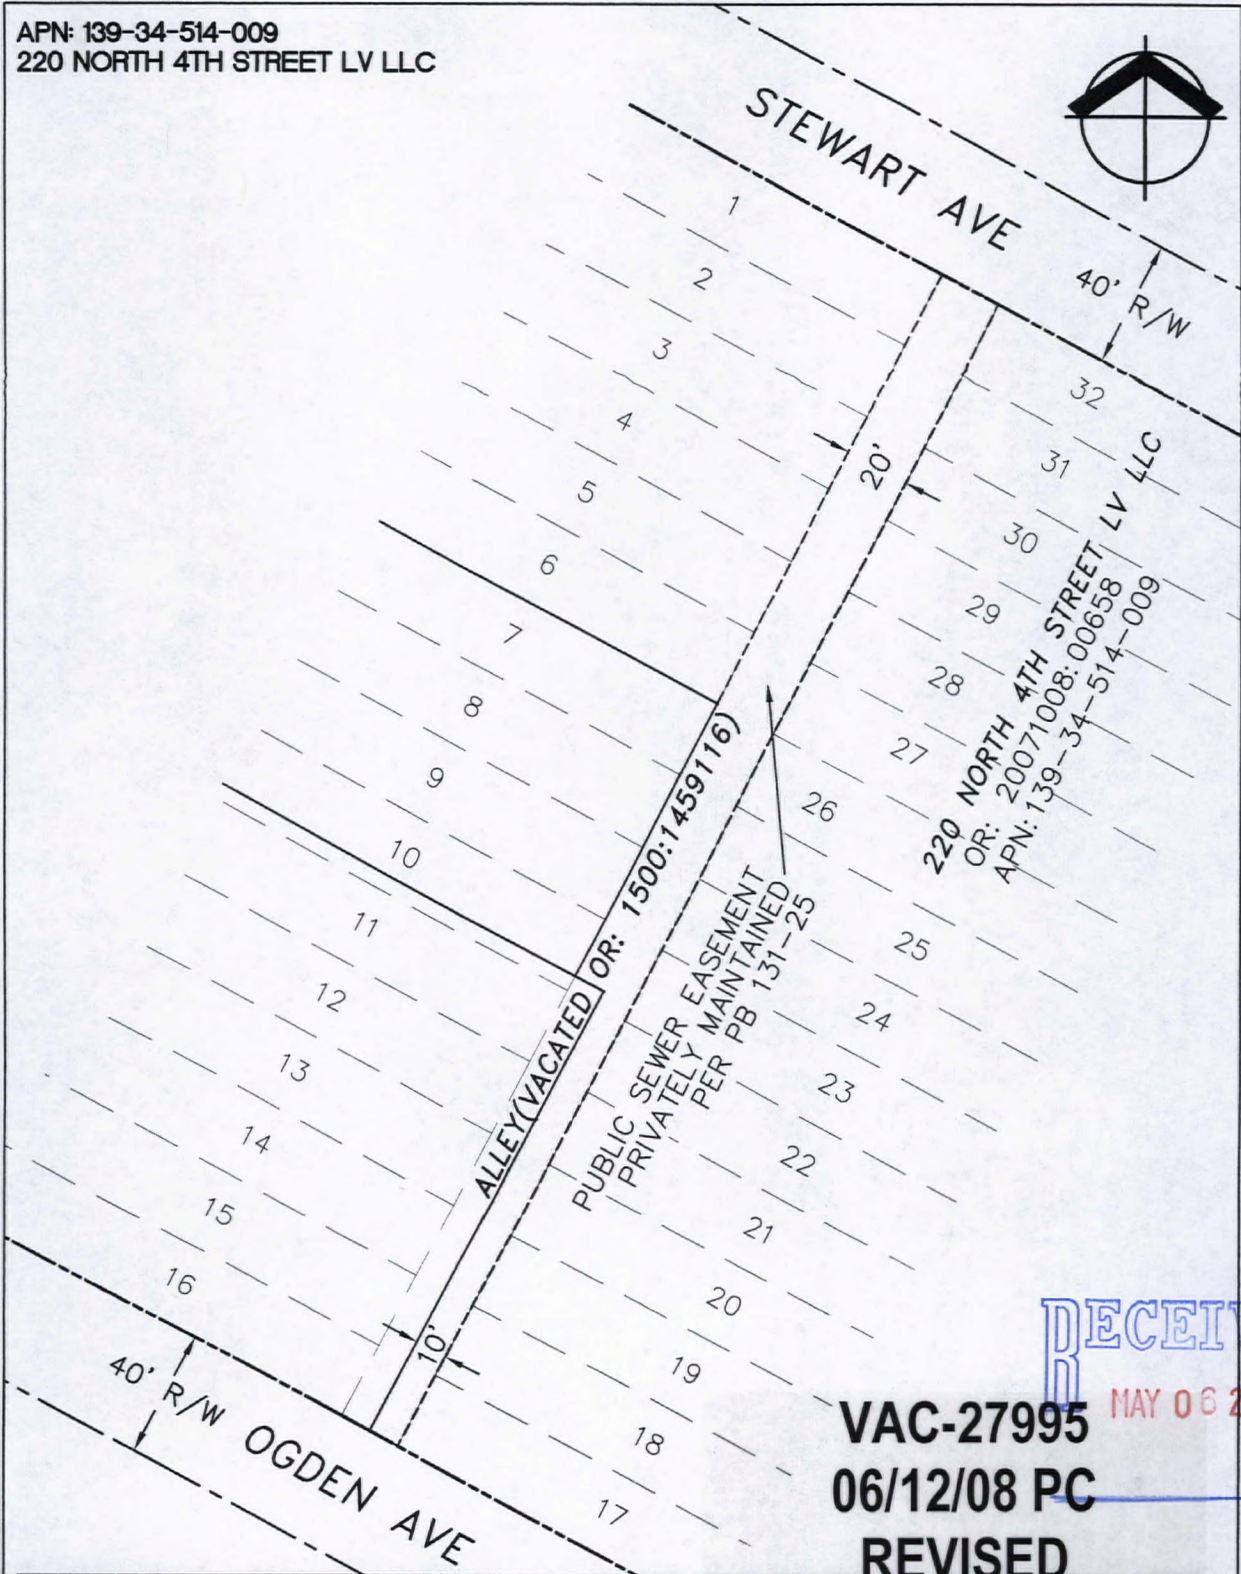 APN: 139-34-514-009
220 NORTH 4TH STREET LV LLC
STEWART AVE
40' R/W
1
2
3
4
5
6
7
8
9
10
11
12
13
14
15
16
32
31
30
29
28
27
26
25
24
23
22
21
20
19
18
17
20'
220 NORTH 4TH STREET LV LLC
OR: 20071008:00658
APN: 139-34-514-009
ALLEY(VACATED OR: 1500:1459116)
PUBLIC SEWER EASEMENT
PRIVATELY MAINTAINED
PER PB 131-25
10'
40' R/W
OGDEN AVE
RECEI
MAY 06 2
VAC-27995
06/12/08 PC
REVISED